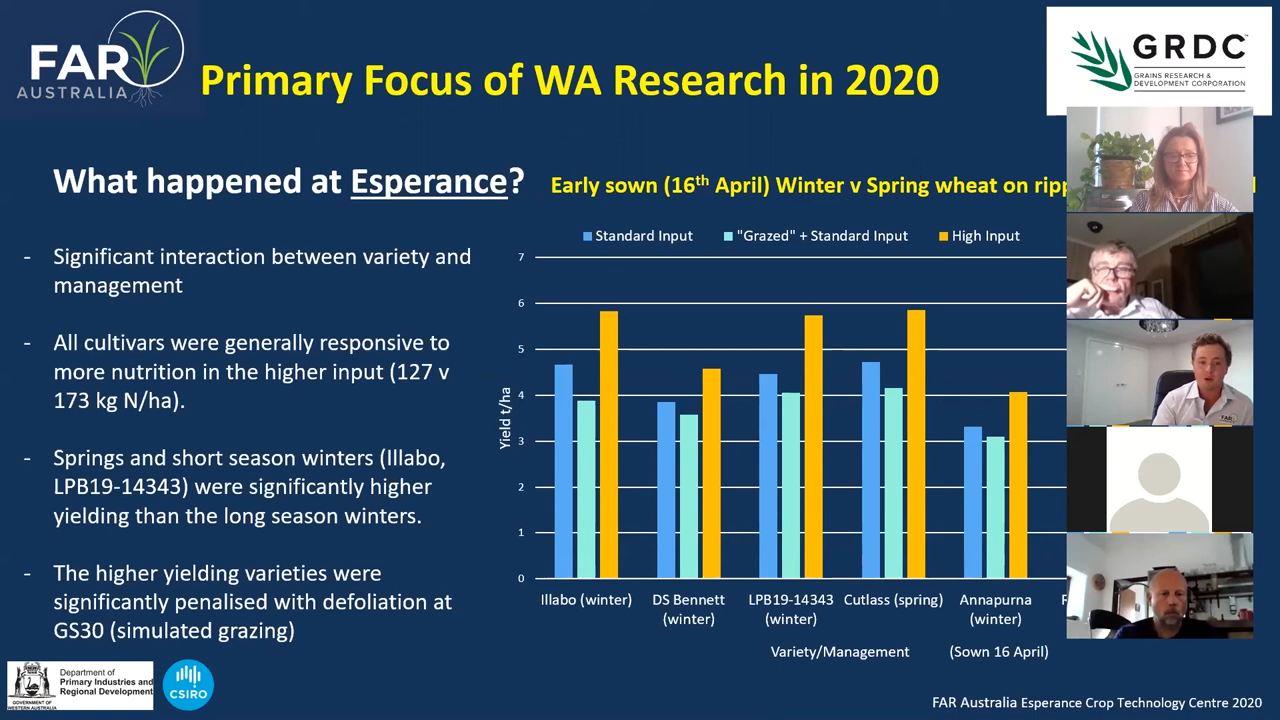 FAR
AUSTRALIA
Primary Focus of WA Research in 2020
GRDC™
GRAINS RESEARCH &
DEVELOPMENT CORPORATION
What happened at Esperance?
- Significant interaction between variety and
management
- All cultivars were generally responsive to
more nutrition in the higher input (127 v
173 kg N/ha).
- Springs and short season winters (Illabo,
LPB19-14343) were significantly higher
yielding than the long season winters.
- The higher yielding varieties were
significantly penalised with defoliation at
GS30 (simulated grazing)
Early sown (16th April) Winter v Spring wheat on
Standard Input "Grazed" + Standard Input High Input
7
6
5
4
3
2
1
0
Yield t/ha
Illabo (winter) DS Bennett LPB19-14343 Cutlass (spring) Annapurna
(winter) (winter) (winter)
Variety/Management (Sown 16 April)
FAR
Department of
Primary Industries and
Regional Development
GOVERNMENT OF
WESTERN AUSTRALIA
CSIRO
FAR Australia Esperance Crop Technology Centre 2020